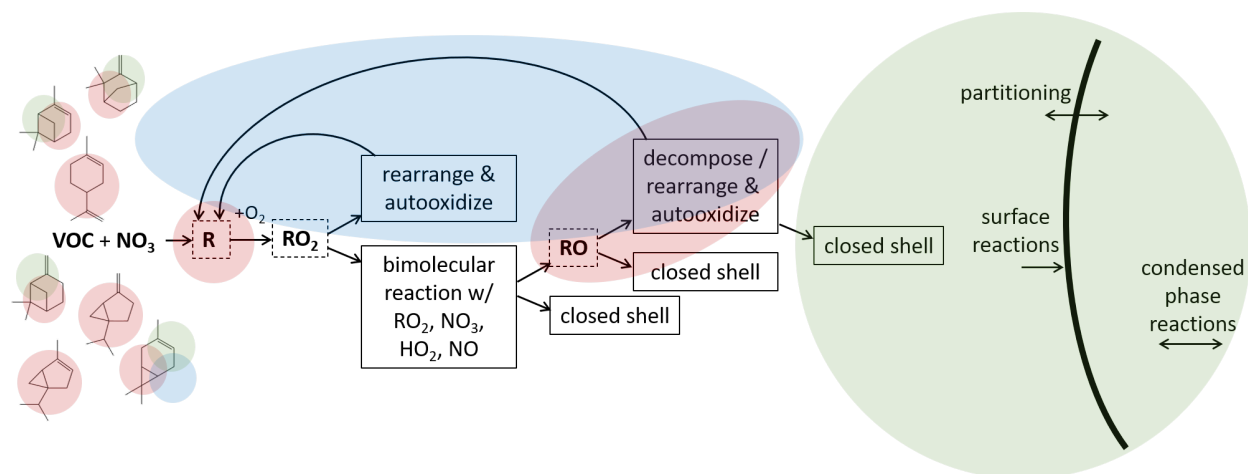 partitioning
decompose /
rearrange &
autooxidize
rearrange &
autooxidize
+O₂
VOC + NO₃
R
RO₂
RO
closed shell
surface
reactions
bimolecular
reaction w/
RO₂, NO₃,
HO₂, NO
closed shell
closed shell
condensed
phase
reactions